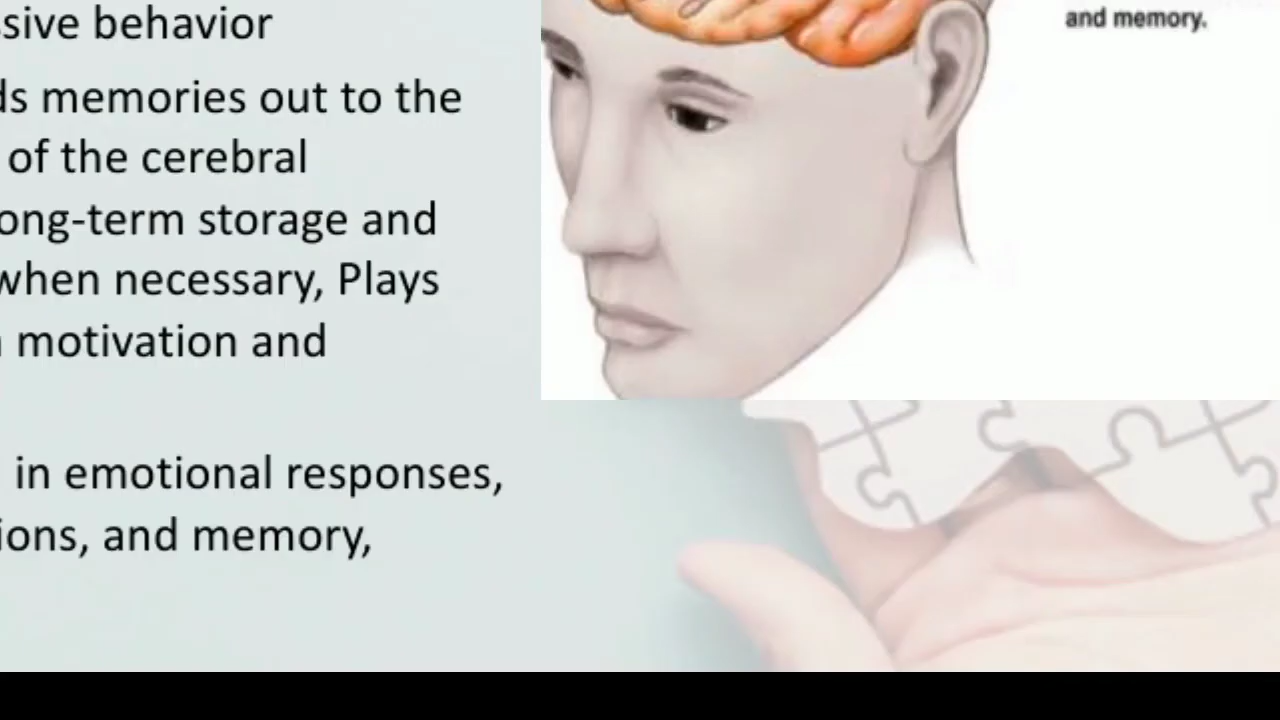 sive behavior
ds memories out to the
of the cerebral
ong-term storage and
when necessary, Plays
motivation and
in emotional responses,
ions, and memory,
and memory.